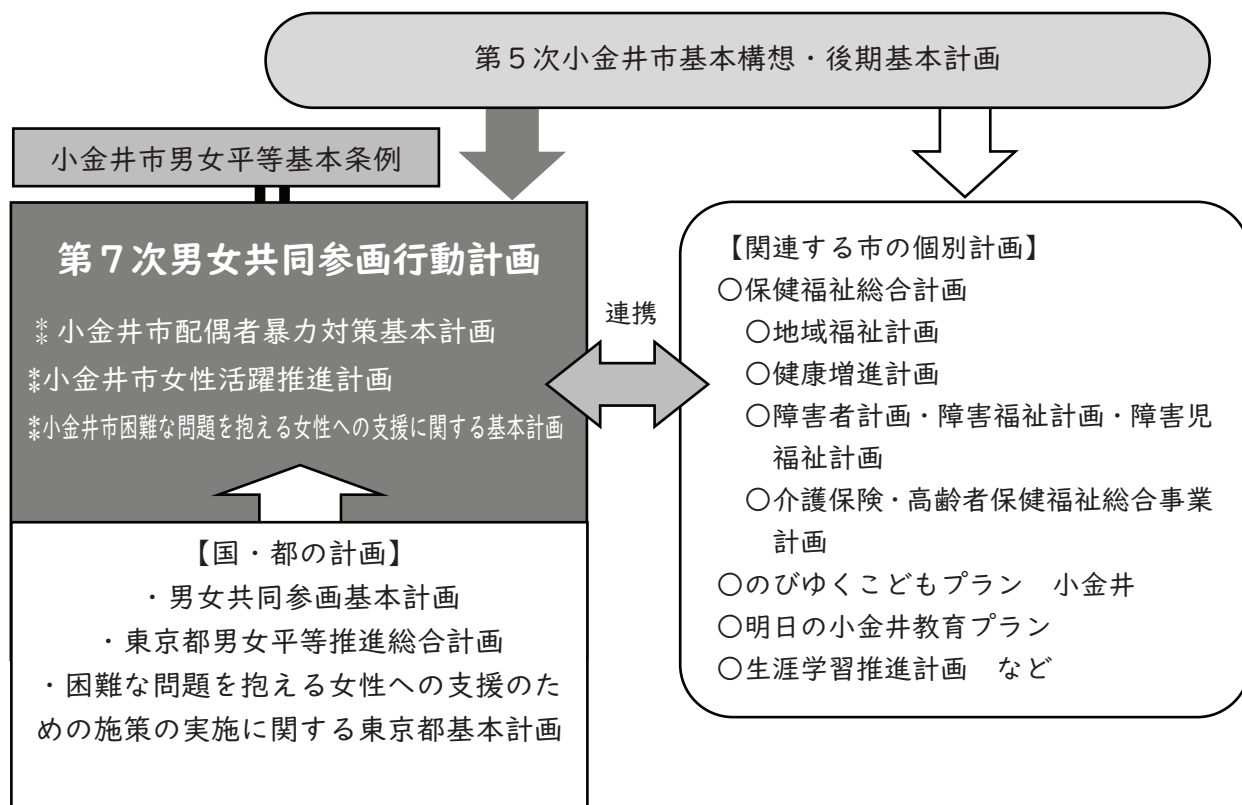 第5次小金井市基本構想・後期基本計画
小金井市男女平等基本条例
第7次男女共同参画行動計画
⁑小金井市配偶者暴力対策基本計画
⁑小金井市女性活躍推進計画
⁑小金井市困難な問題を抱える女性への支援に関する基本計画
連携
【関連する市の個別計画】
○保健福祉総合計画
○地域福祉計画
○健康増進計画
○障害者計画・障害福祉計画・障害児
福祉計画
○介護保険・高齢者保健福祉総合事業
計画
○のびゆくこどもプラン　小金井
○明日の小金井教育プラン
○生涯学習推進計画　など
【国・都の計画】
・男女共同参画基本計画
・東京都男女平等推進総合計画
・困難な問題を抱える女性への支援のた
めの施策の実施に関する東京都基本計画